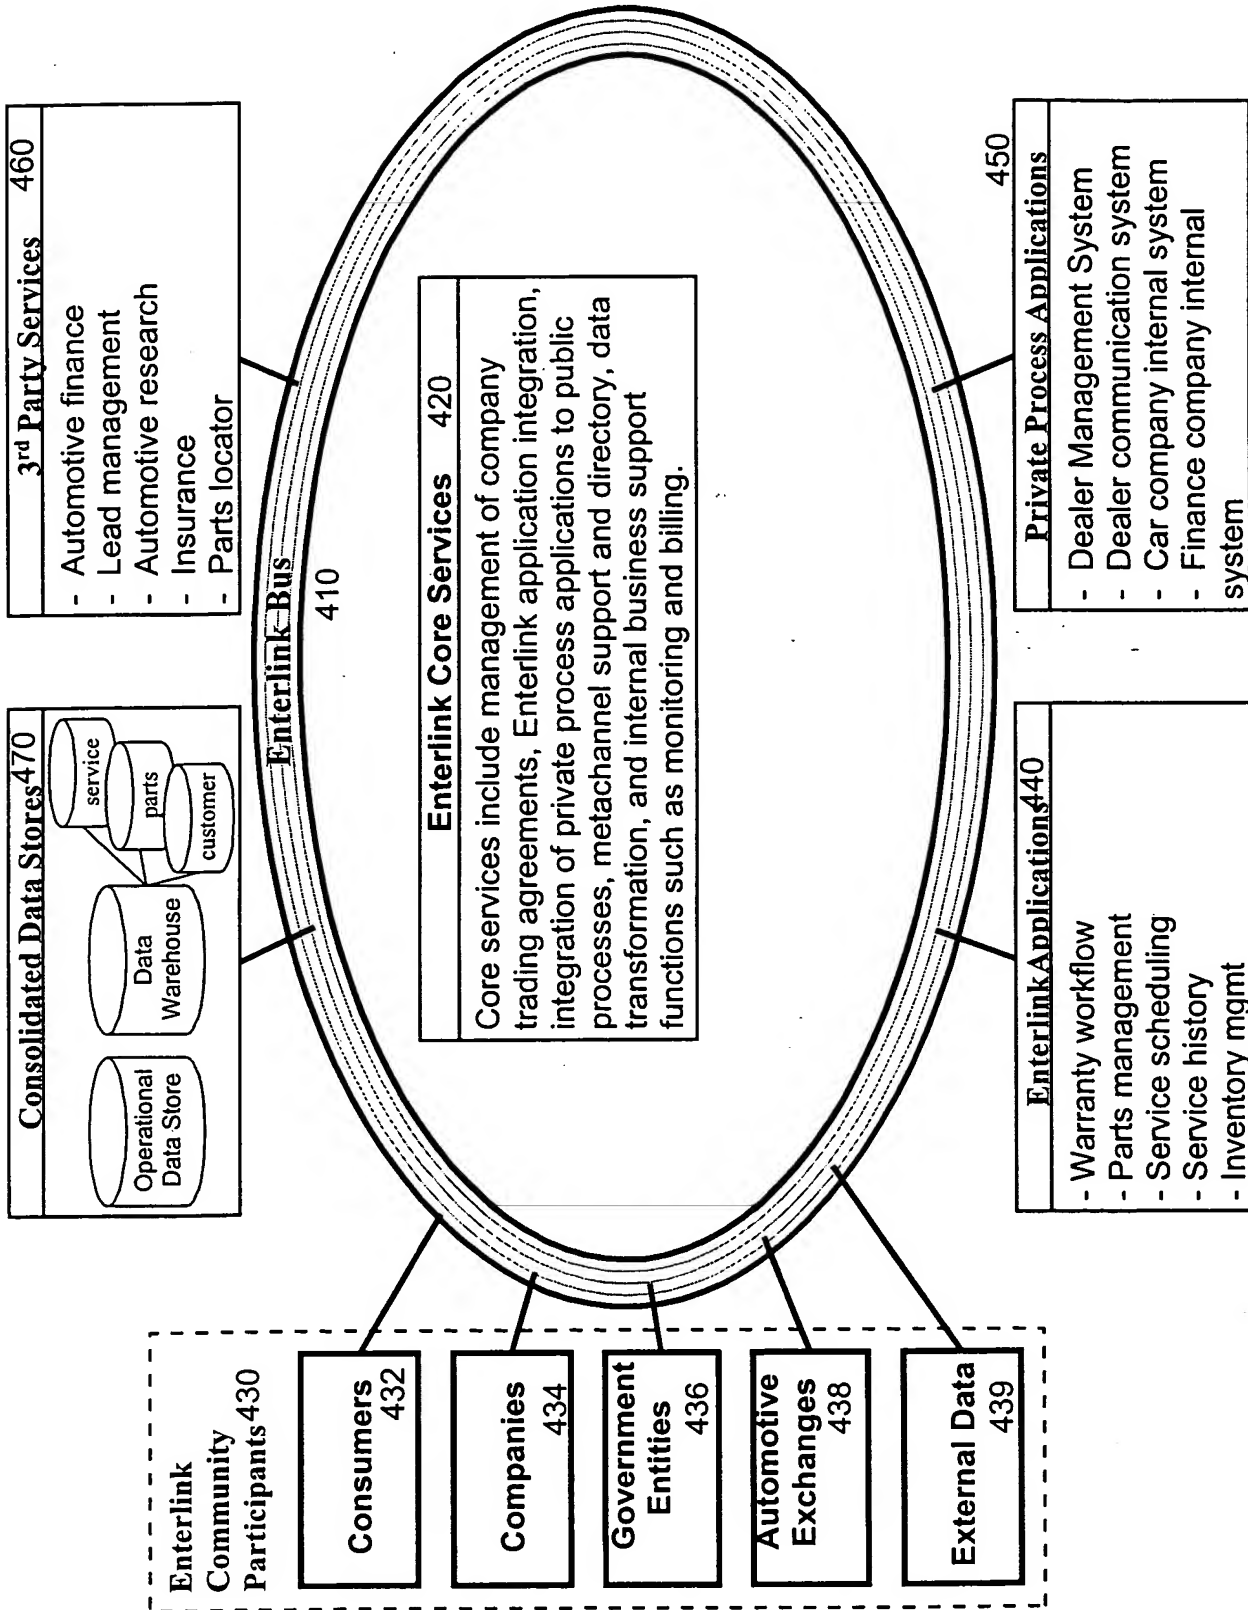 Consolidated Data Stores 470
Operational
Data Store
Data
Warehouse
service
parts
customer
3rd Party Services 460
- Automotive finance
- Lead management
- Automotive research
- Insurance
- Parts locator
Enterlink Bus
410
Enterlink Core Services 420
Core services include management of company
trading agreements, Enterlink application integration,
integration of private process applications to public
processes, metachannel support and directory, data
transformation, and internal business support
functions such as monitoring and billing.
Enterlink
Community
Participants 430
Consumers
432
Companies
434
Government
Entities
436
Automotive
Exchanges
438
External Data
439
Enterlink Applications 440
- Warranty workflow
- Parts management
- Service scheduling
- Service history
- Inventory mgmt
450
Private Process Applications
- Dealer Management System
- Dealer communication system
- Car company internal system
- Finance company internal
system